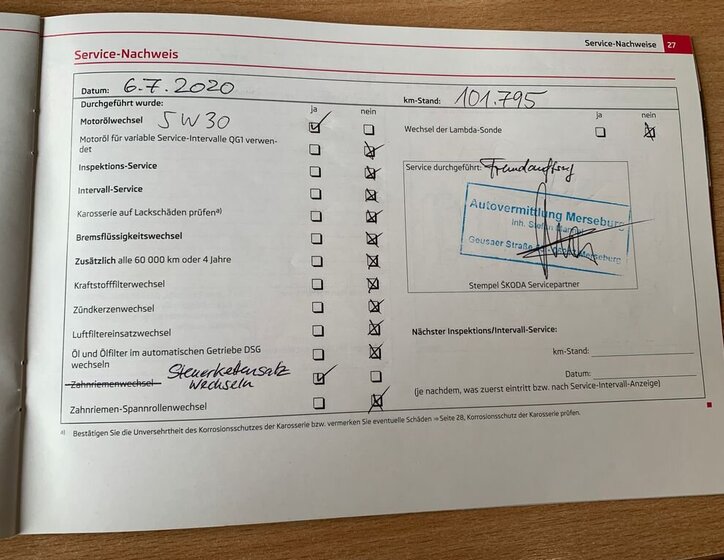 Service-Nachweise 27
Service-Nachweis
Datum: 6.7.2020
km-Stand: 101.795
Durchgeführt wurde:
ja nein
Motorölwechsel 5W30
Motoröl für variable Service-Intervalle QG1 verwen-
det
Inspektions-Service
Intervall-Service
Karosserie auf Lackschäden prüfen a)
Bremsflüssigkeitswechsel
Zusätzlich alle 60 000 km oder 4 Jahre
Kraftstofffilterwechsel
Zündkerzenwechsel
Luftfiltereinsatzwechsel
Öl und Ölfilter im automatischen Getriebe DSG
wechseln
Zahnriemenwechsel Steuerkettensatz
wechseln
Zahnriemen-Spannrollenwechsel
ja nein
Wechsel der Lambda-Sonde
Service durchgeführt: Fremdauftrag
Autovermittlung Merseburg
Inh. Stefan
Geusaer Straße Merseburg
Stempel ŠKODA Servicepartner
Nächster Inspektions/Intervall-Service:
km-Stand:
Datum:
(je nachdem, was zuerst eintritt bzw. nach Service-Intervall-Anzeige)
a) Bestätigen Sie die Unversehrtheit des Korrosionsschutzes der Karosserie bzw. vermerken Sie eventuelle Schäden ⇒ Seite 28, Korrosionsschutz der Karosserie prüfen.